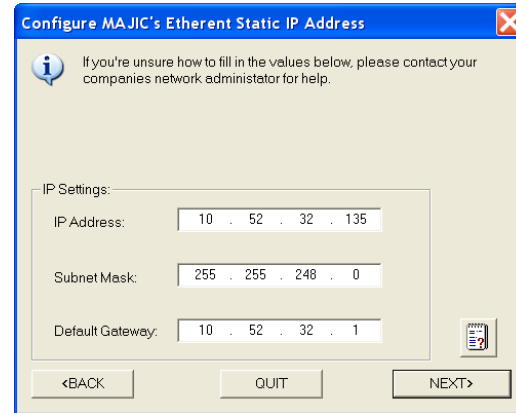 Configure MAJIC's Etherent Static IP Address
If you're unsure how to fill in the values below, please contact your
companies network administator for help.
IP Settings:
IP Address: 10 . 52 . 32 . 135
Subnet Mask: 255 . 255 . 248 . 0
Default Gateway: 10 . 52 . 32 . 1
<BACK QUIT NEXT>